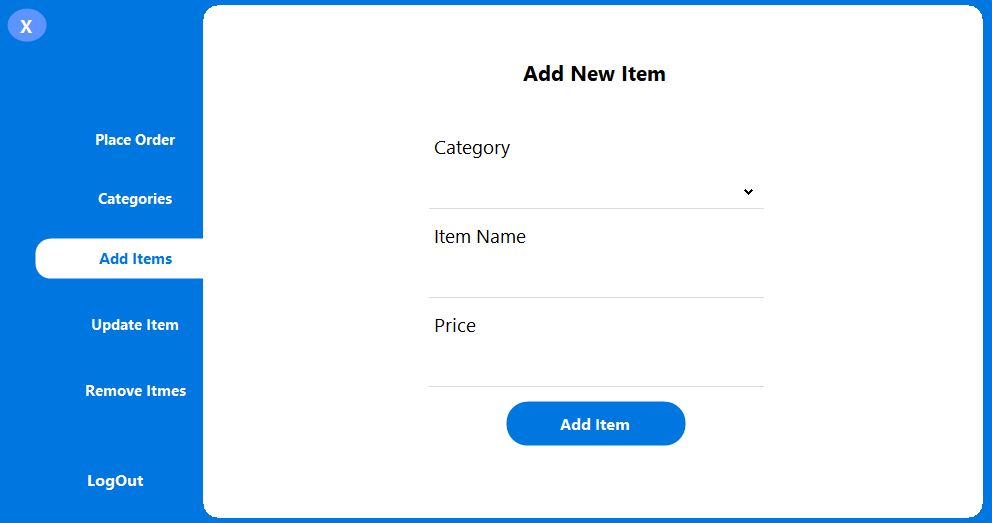 X
Place Order
Categories
Add Items
Update Item
Remove Itmes
LogOut
Add New Item
Category
Item Name
Price
Add Item